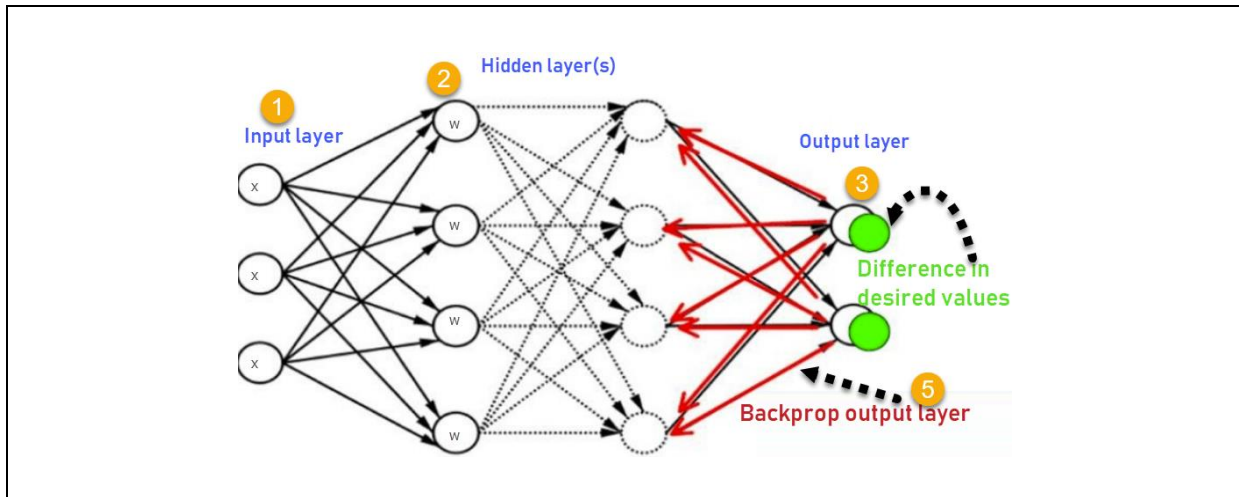 2
Hidden layer(s)
1
Input layer
w
Output layer
3
x
w
Difference in
desired values
x
w
x
5
Backprop output layer
w